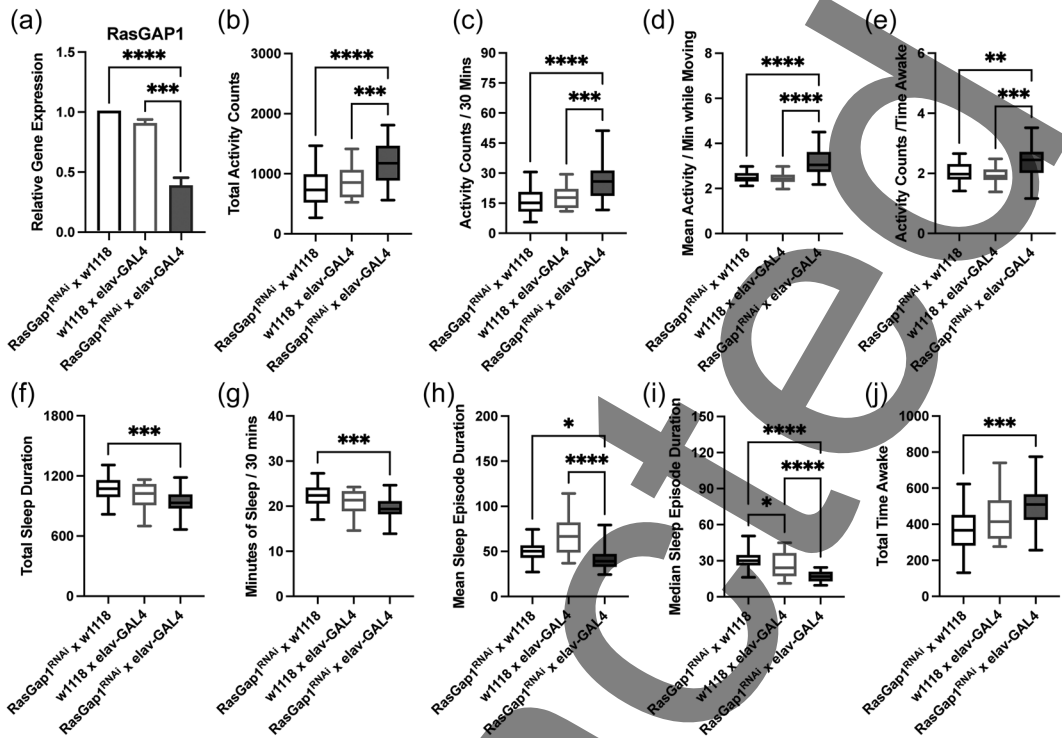 (a)
RasGAP1
Relative Gene Expression
1.5
1.0
0.5
0.0
****
***
RasGap1RNAi x w1118
w1118 x elav-GAL4
RasGap1RNAi x elav-GAL4
(b)
Total Activity Counts
3000
2000
1000
0
****
***
RasGap1RNAi x w1118
w1118 x elav-GAL4
RasGap1RNAi x elav-GAL4
(c)
Activity Counts / 30 Mins
90
75
60
45
30
15
0
****
***
RasGap1RNAi x w1118
w1118 x elav-GAL4
RasGap1RNAi x elav-GAL4
(d)
Mean Activity / Min while Moving
8
6
4
2
0
****
****
RasGap1RNAi x w1118
w1118 x elav-GAL4
RasGap1RNAi x elav-GAL4
(e)
Activity Counts /Time Awake
6
4
2
0
**
***
RasGap1RNAi x w1118
w1118 x elav-GAL4
RasGap1RNAi x elav-GAL4
(f)
Total Sleep Duration
1800
1200
600
0
***
RasGap1RNAi x w1118
w1118 x elav-GAL4
RasGap1RNAi x elav-GAL4
(g)
Minutes of Sleep / 30 mins
40
30
20
10
0
***
RasGap1RNAi x w1118
w1118 x elav-GAL4
RasGap1RNAi x elav-GAL4
(h)
Mean Sleep Episode Duration
200
150
100
50
0
*
****
RasGap1RNAi x w1118
w1118 x elav-GAL4
RasGap1RNAi x elav-GAL4
(i)
Median Sleep Episode Duration
150
120
90
60
30
0
****
****
*
RasGap1RNAi x w1118
w1118 x elav-GAL4
RasGap1RNAi x elav-GAL4
(j)
Total Time Awake
1000
800
600
400
200
0
***
RasGap1RNAi x w1118
w1118 x elav-GAL4
RasGap1RNAi x elav-GAL4
cted